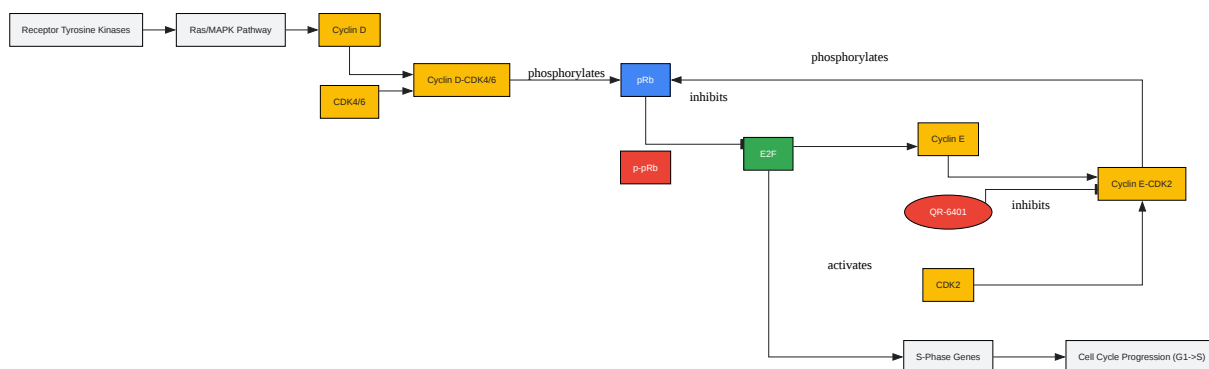 Receptor Tyrosine Kinases
Ras/MAPK Pathway
Cyclin D
phosphorylates
Cyclin D-CDK4/6
phosphorylates
pRb
inhibits
CDK4/6
Cyclin E
E2F
p-pRb
Cyclin E-CDK2
QR-6401
inhibits
activates
CDK2
S-Phase Genes
Cell Cycle Progression (G1->S)